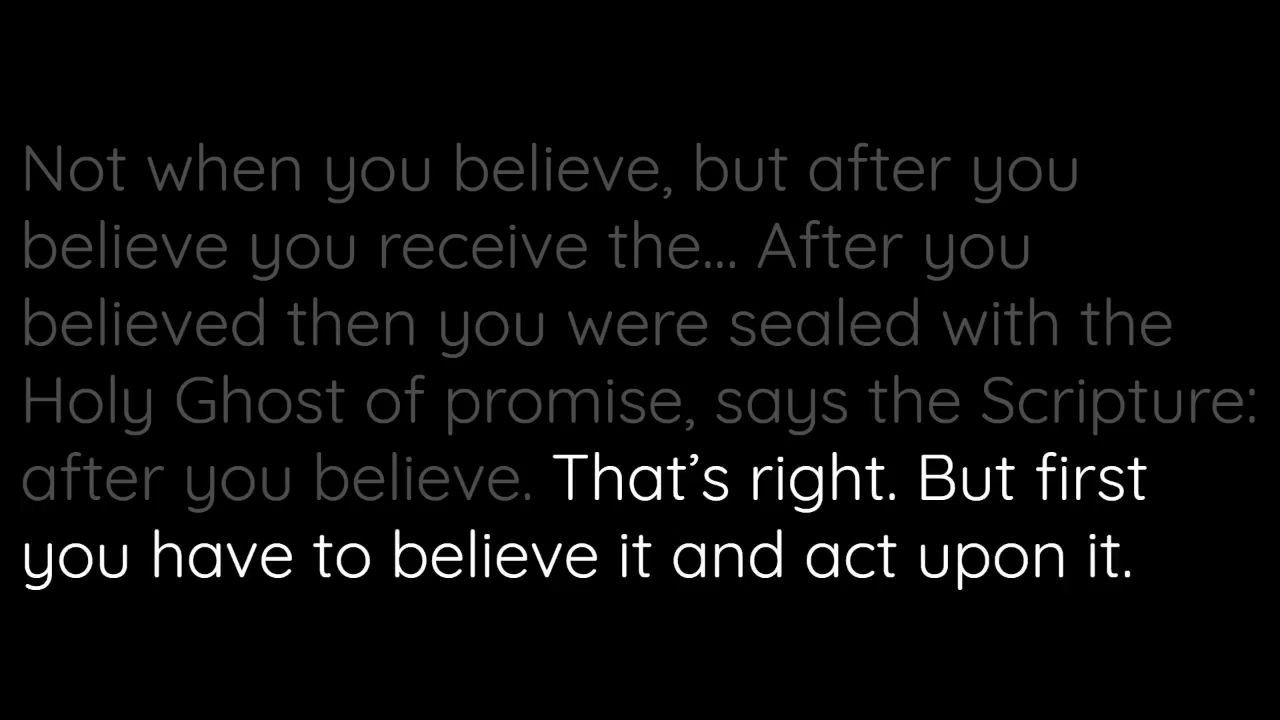 Not when you believe, but after you
believe you receive the... After you
believed then you were sealed with the
Holy Ghost of promise, says the Scripture:
after you believe. That’s right. But first
you have to believe it and act upon it.